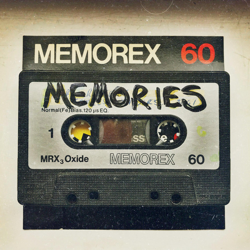 MEMOREX 60
MEMORIES
Normal Fe Bias. 120 µs EQ.
1
SS
MRX3 Oxide MEMOREX 60